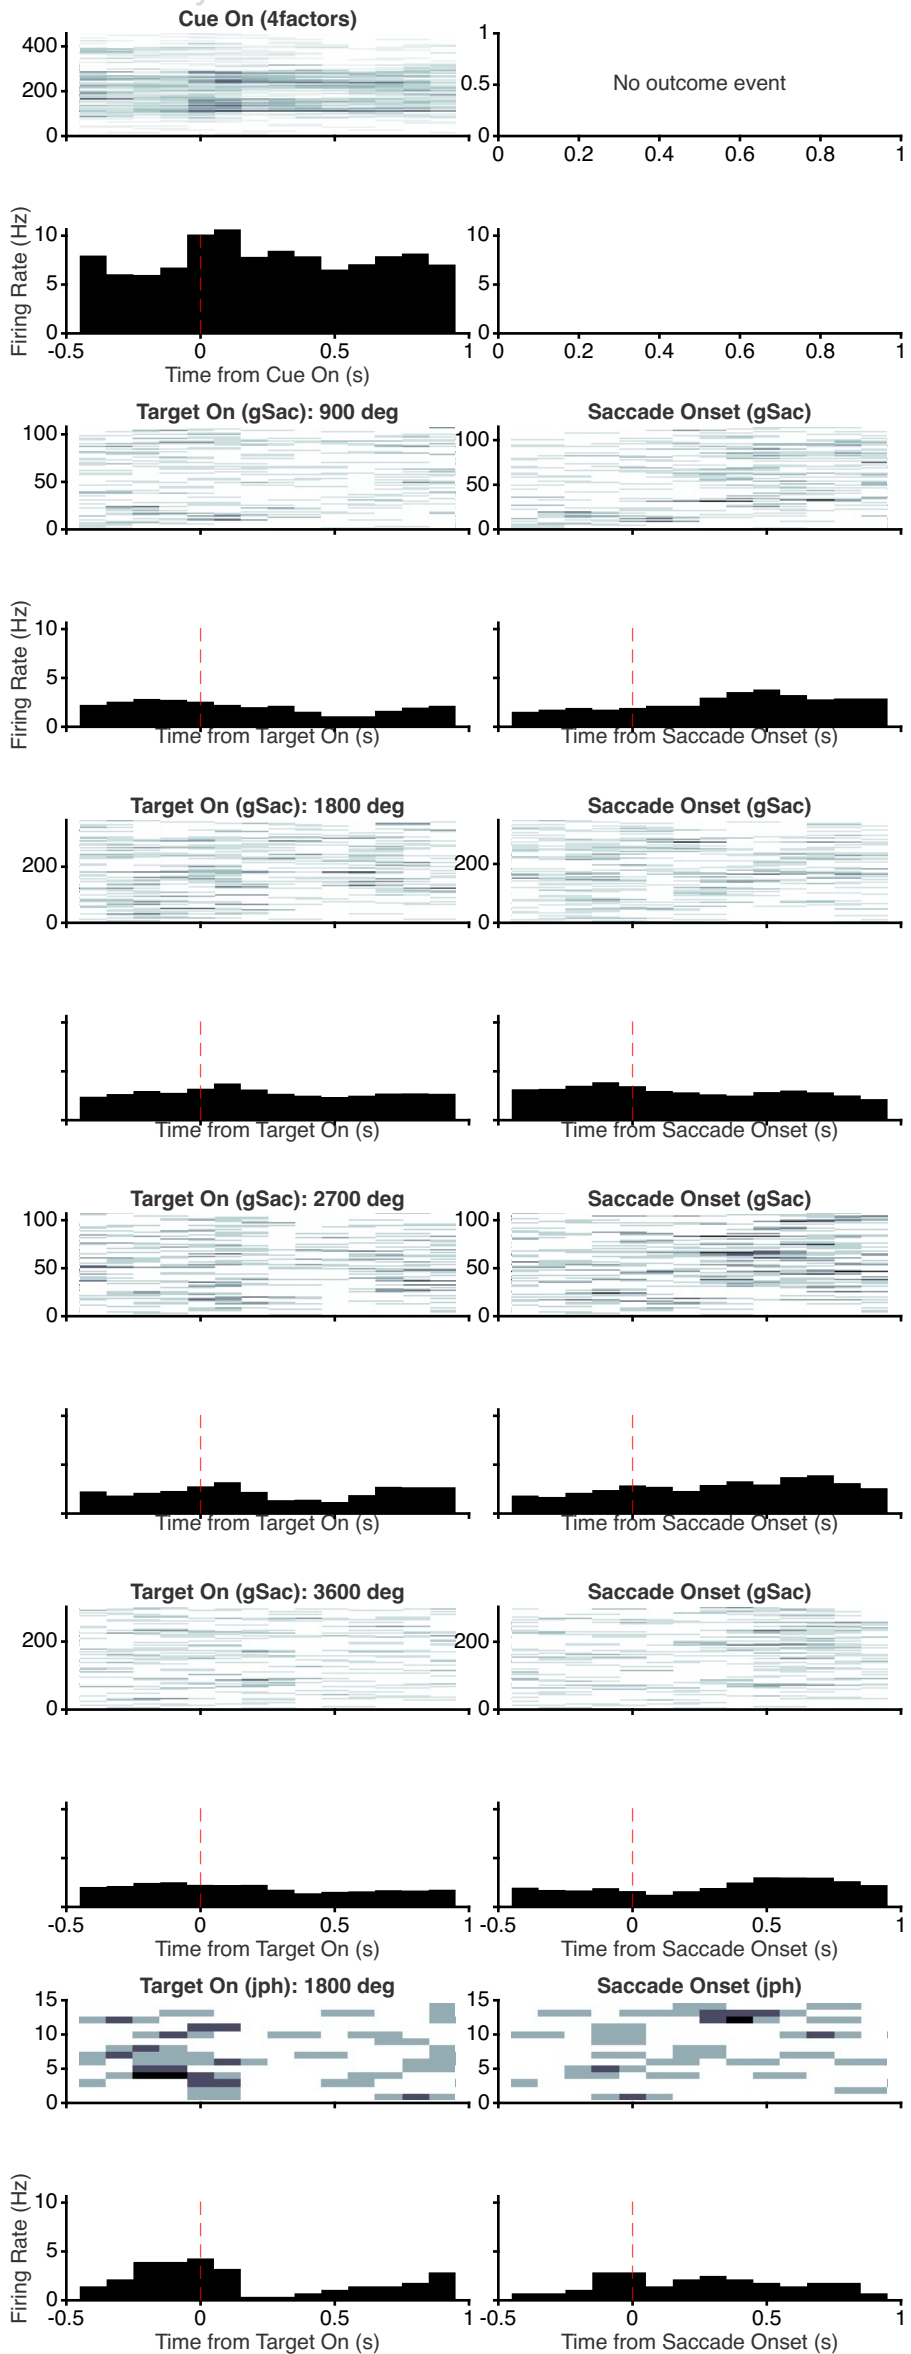 Cue On (4factors)
400
200
0
1
0.5
0
No outcome event
0 0.2 0.4 0.6 0.8 1
Firing Rate (Hz)
10
5
0
-0.5 0 0.5 1
Time from Cue On (s)
10
5
0
0 0.2 0.4 0.6 0.8 1
Target On (gSac): 900 deg
100
50
0
Saccade Onset (gSac)
100
50
0
Firing Rate (Hz)
10
5
0
Time from Target On (s)
Time from Saccade Onset (s)
Target On (gSac): 1800 deg
200
0
Saccade Onset (gSac)
200
0
Time from Target On (s)
Time from Saccade Onset (s)
Target On (gSac): 2700 deg
100
50
0
Saccade Onset (gSac)
100
50
0
Time from Target On (s)
Time from Saccade Onset (s)
Target On (gSac): 3600 deg
200
0
Saccade Onset (gSac)
200
0
-0.5 0 0.5 1
Time from Target On (s)
-0.5 0 0.5 1
Time from Saccade Onset (s)
Target On (jph): 1800 deg
15
10
5
0
Saccade Onset (jph)
15
10
5
0
Firing Rate (Hz)
10
5
0
-0.5 0 0.5 1
Time from Target On (s)
-0.5 0 0.5 1
Time from Saccade Onset (s)